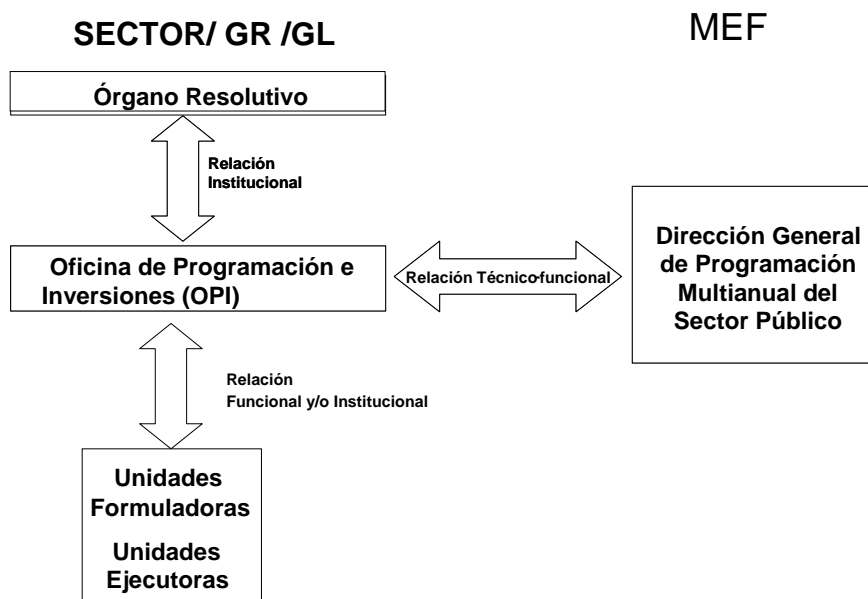 SECTOR/ GR /GL
MEF
Órgano Resolutivo
Relación
Institucional
Oficina de Programación e
Inversiones (OPI)
Relación Técnico-funcional
Dirección General
de Programación
Multianual del
Sector Público
Relación
Funcional y/o Institucional
Unidades
Formuladoras
Unidades
Ejecutoras